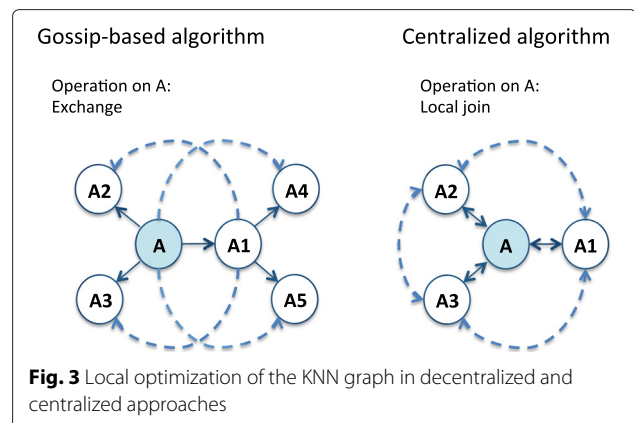 Gossip-based algorithm
Operation on A:
Exchange
A2
A4
A
A1
A3
A5
Centralized algorithm
Operation on A:
Local join
A2
A
A1
A3
Fig. 3 Local optimization of the KNN graph in decentralized and
centralized approaches